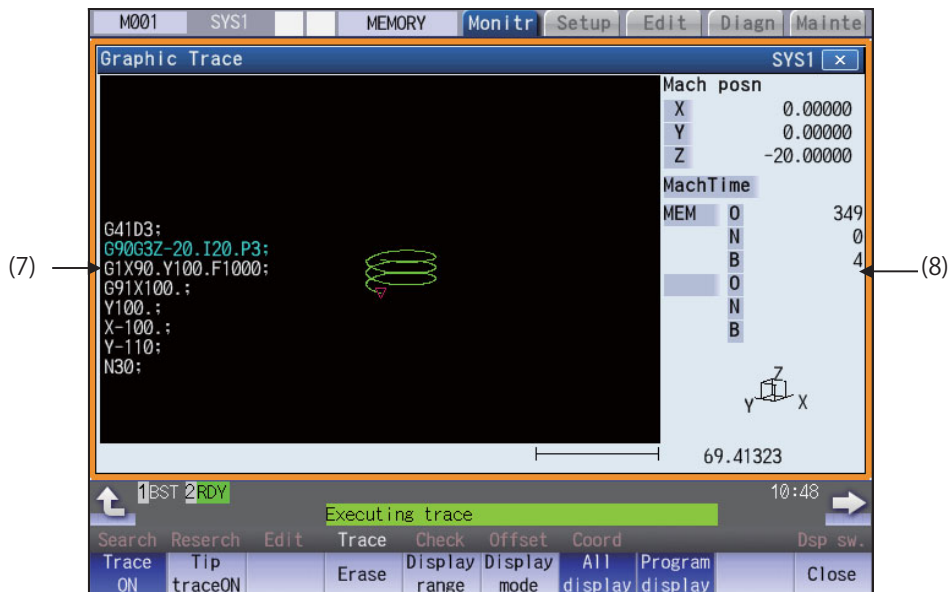 M001 SYS1 MEMORY Monitr Setup Edit Diagn Mainte
Graphic Trace SYS1 ×
Mach posn
X 0.00000
Y 0.00000
Z -20.00000
MachTime
MEM O 349
N 0
B 4
O
N
B
G41D3;
G90G3Z-20.I20.P3;
(7) G1X90.Y100.F1000; (8)
G91X100.;
Y100.;
X-100.;
Y-110;
N30;
Z
Y X
69.41323
1BST 2RDY 10:48
Executing trace
Search Reserch Edit Trace Check Offset Coord Dsp sw.
Trace Tip Erase Display Display All Program Close
ON traceON range mode display display